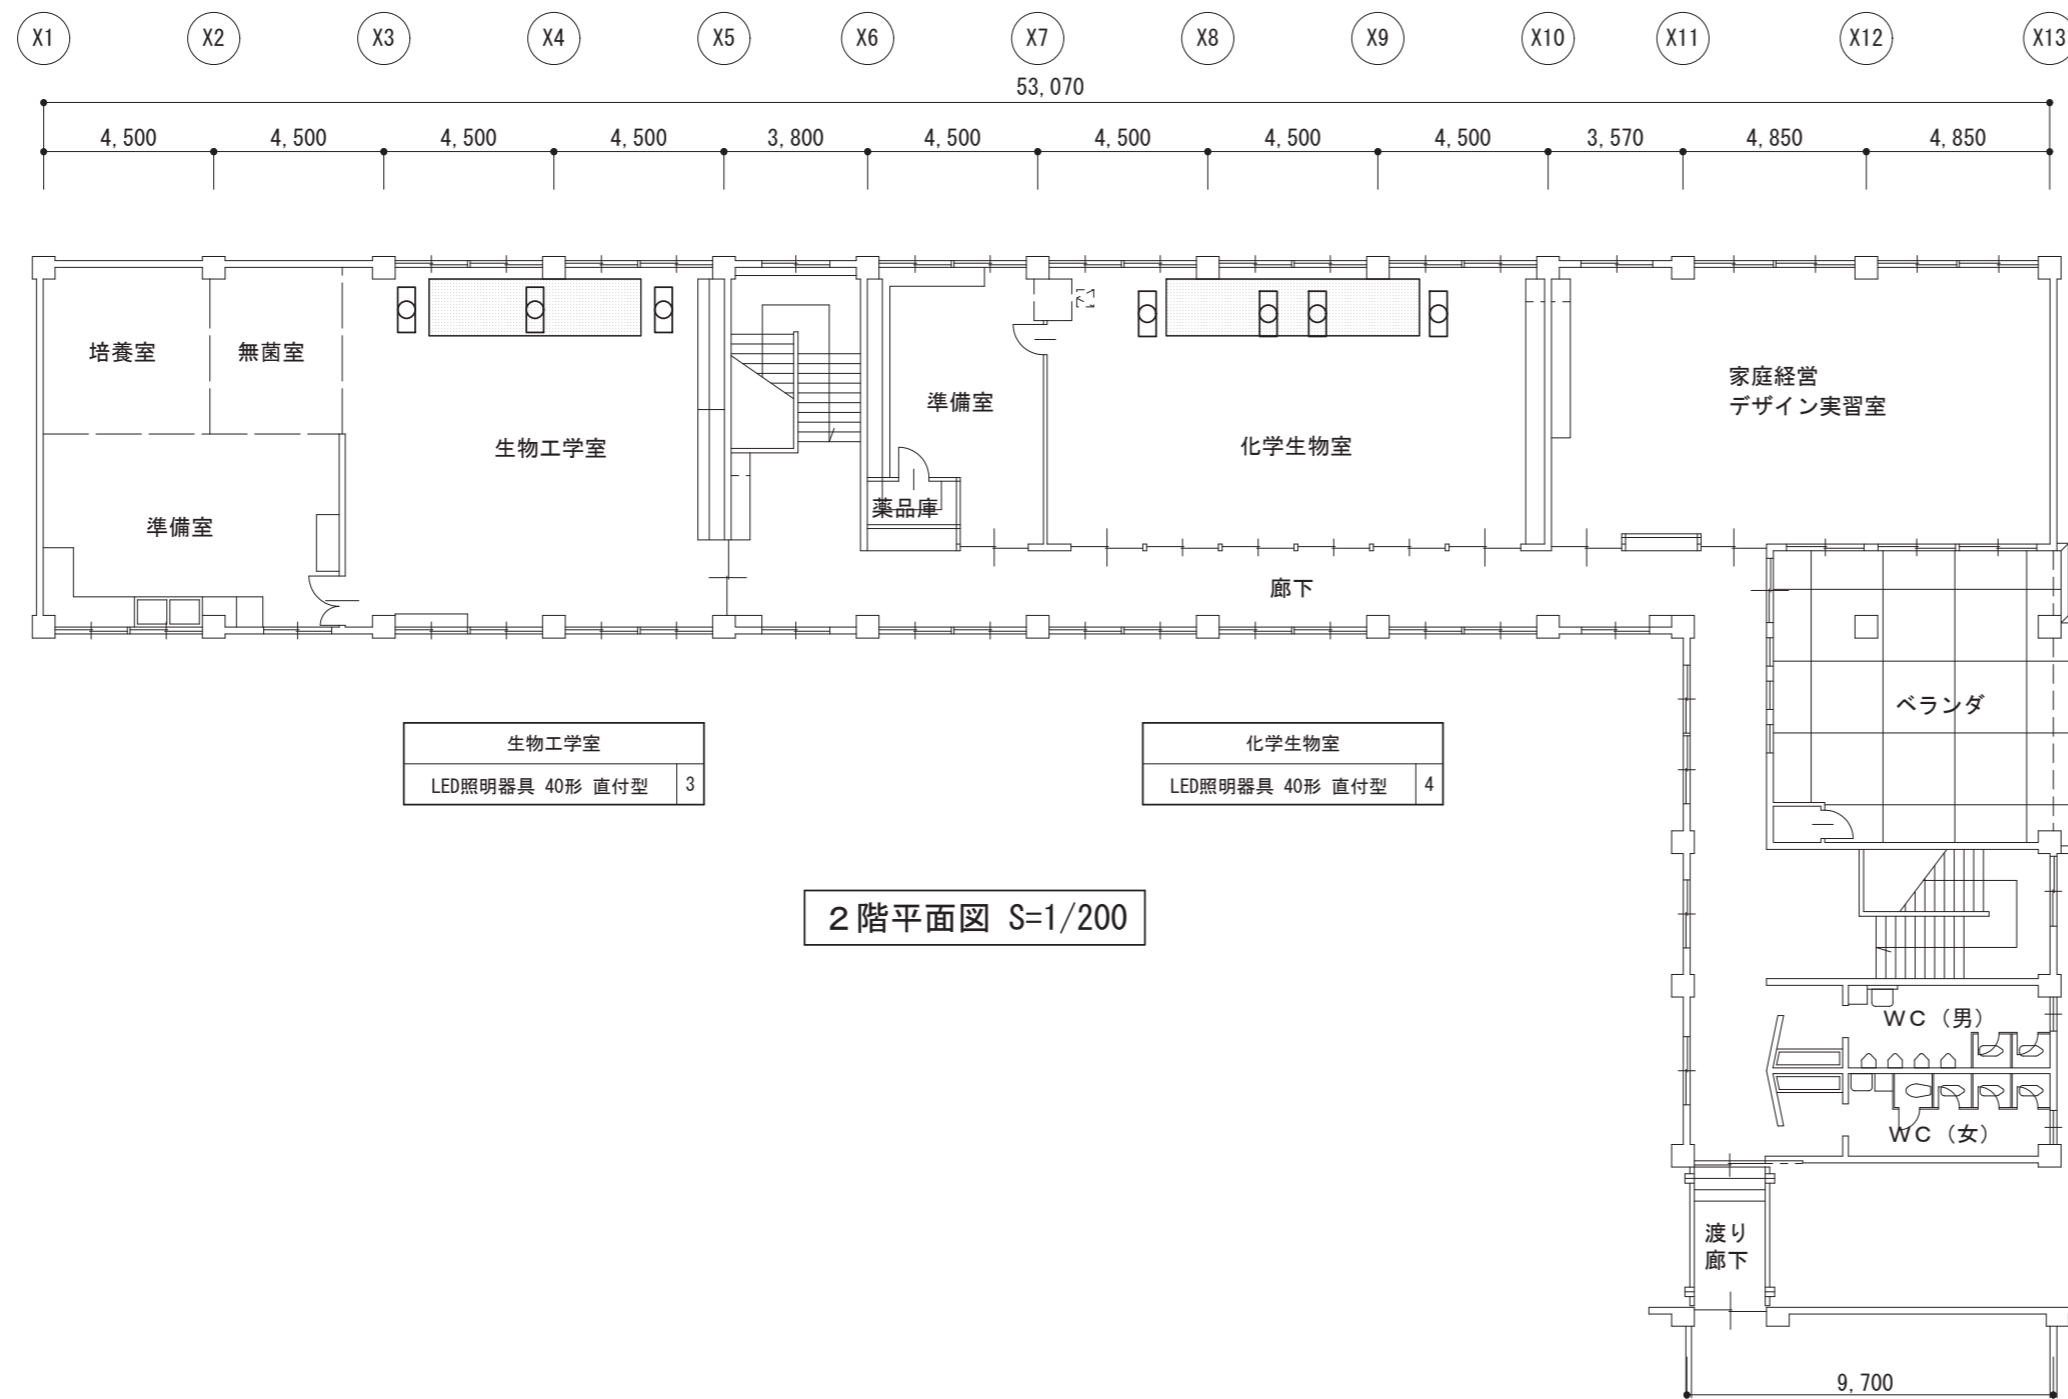 X1 X2 X3 X4 X5 X6 X7 X8 X9 X10 X11 X12 X13
53,070
4,500 4,500 4,500 4,500 3,800 4,500 4,500 4,500 4,500 3,570 4,850 4,850
培養室
無菌室
準備室
生物工学室
準備室
薬品庫
化学生物室
家庭経営
デザイン実習室
廊下
ベランダ
生物工学室
LED照明器具 40形 直付型 3
化学生物室
LED照明器具 40形 直付型 4
２階平面図 S=1/200
ＷＣ（男）
ＷＣ（女）
渡り
廊下
9,700